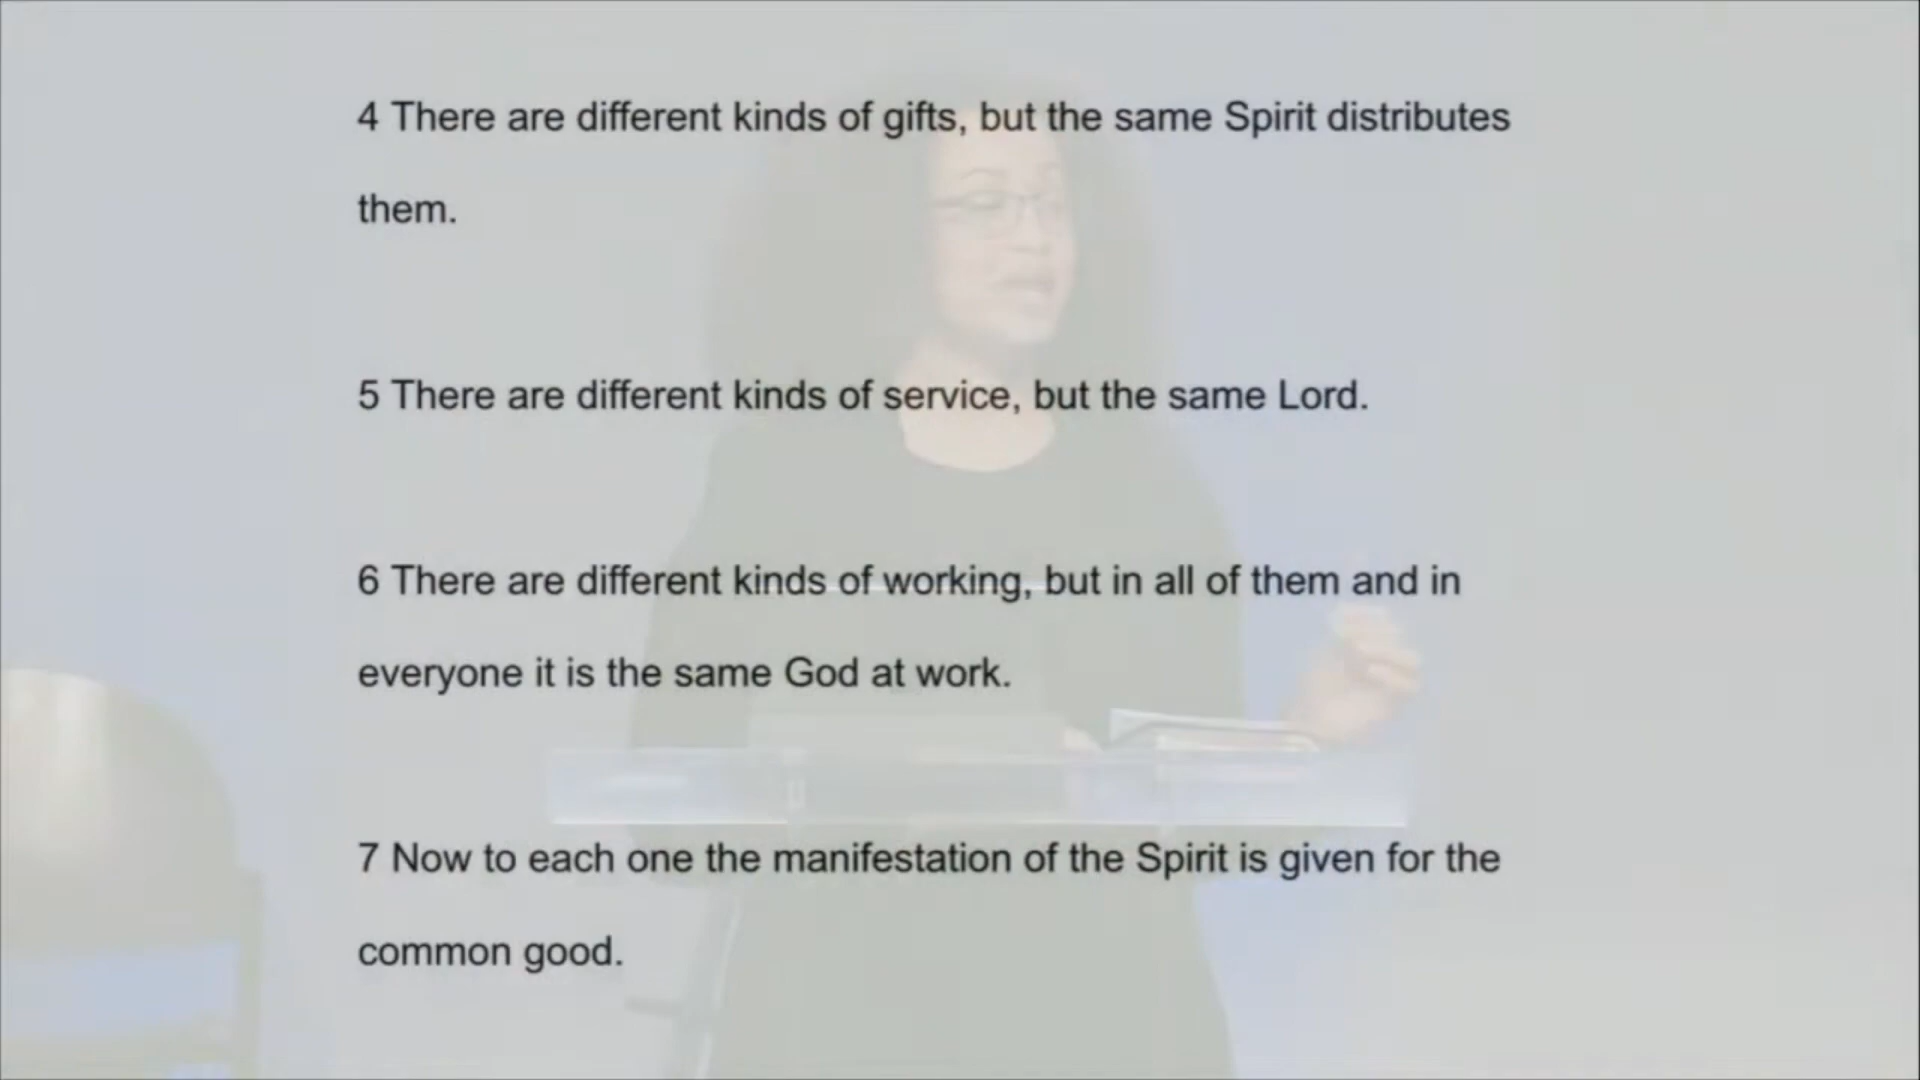 4 There are different kinds of gifts, but the same Spirit distributes
them.
5 There are different kinds of service, but the same Lord.
6 There are different kinds of working, but in all of them and in
everyone it is the same God at work.
7 Now to each one the manifestation of the Spirit is given for the
common good.